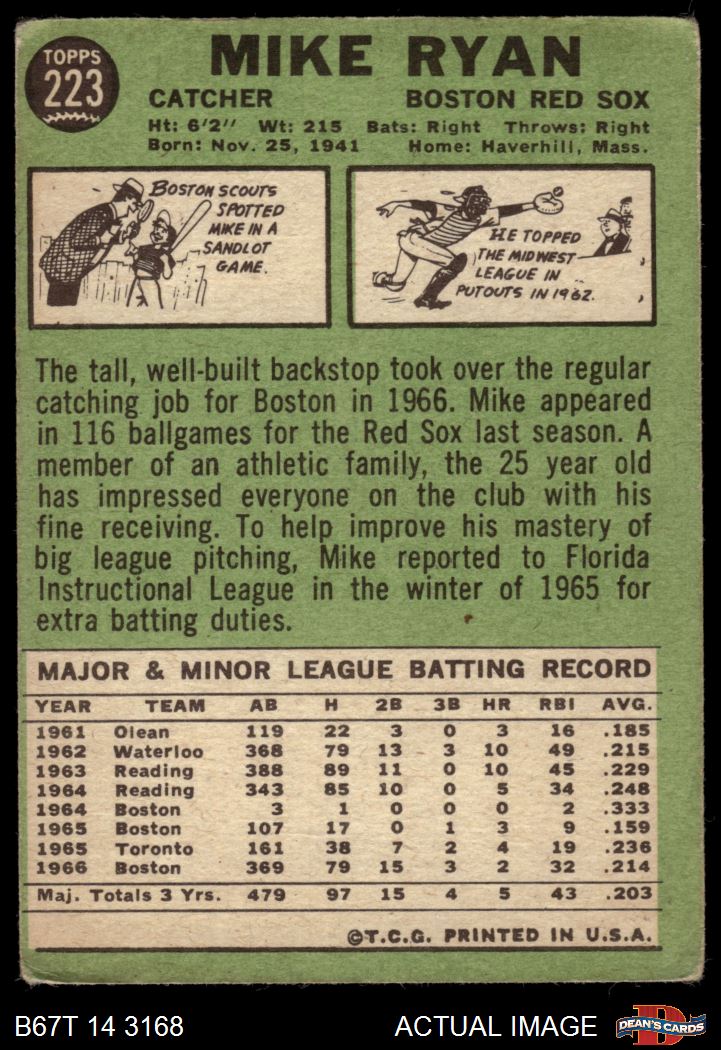 TOPPS
223
MIKE RYAN
CATCHER BOSTON RED SOX
Ht: 6'2" Wt: 215 Bats: Right Throws: Right
Born: Nov. 25, 1941 Home: Haverhill, Mass.
BOSTON SCOUTS
SPOTTED
MIKE IN A
SANDLOT
GAME.
HE TOPPED
THE MIDWEST
LEAGUE IN
PUTOUTS IN 1962.
The tall, well-built backstop took over the regular
catching job for Boston in 1966. Mike appeared
in 116 ballgames for the Red Sox last season. A
member of an athletic family, the 25 year old
has impressed everyone on the club with his
fine receiving. To help improve his mastery of
big league pitching, Mike reported to Florida
Instructional League in the winter of 1965 for
extra batting duties.
MAJOR & MINOR LEAGUE BATTING RECORD
YEAR TEAM AB H 2B 3B HR RBI AVG.
1961 Olean 119 22 3 0 3 16 .185
1962 Waterloo 368 79 13 3 10 49 .215
1963 Reading 388 89 11 0 10 45 .229
1964 Reading 343 85 10 0 5 34 .248
1964 Boston 3 1 0 0 0 2 .333
1965 Boston 107 17 0 1 3 9 .159
1965 Toronto 161 38 7 2 4 19 .236
1966 Boston 369 79 15 3 2 32 .214
Maj. Totals 3 Yrs. 479 97 15 4 5 43 .203
©T.C.G. PRINTED IN U.S.A.
B67T 14 3168 ACTUAL IMAGE
D
DEAN'S CARDS